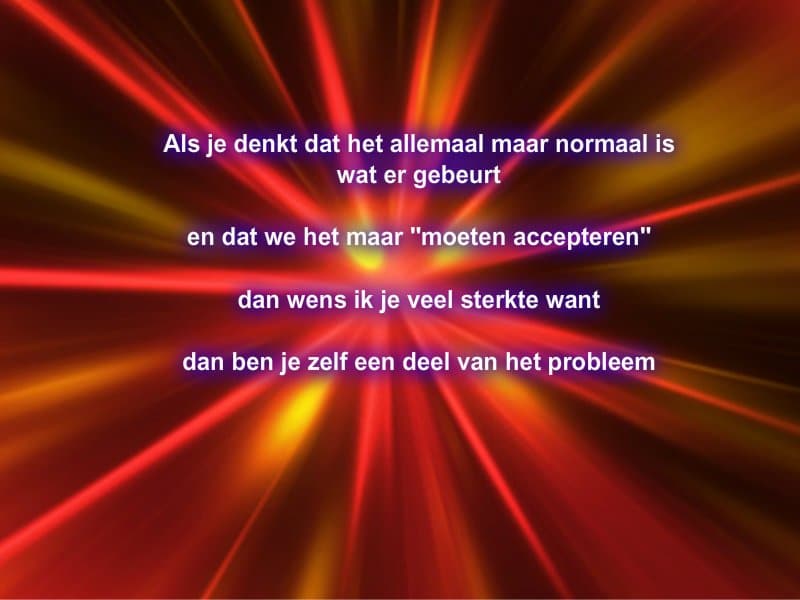 Als je denkt dat het allemaal maar normaal is
wat er gebeurt
en dat we het maar "moeten accepteren"
dan wens ik je veel sterkte want
dan ben je zelf een deel van het probleem